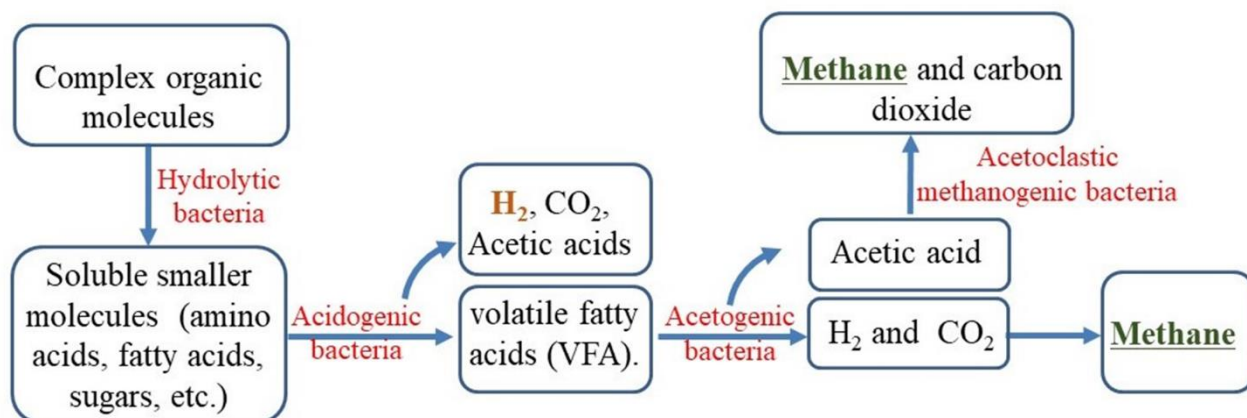 Complex organic
molecules
Hydrolytic
bacteria
Soluble smaller
molecules (amino
acids, fatty acids,
sugars, etc.)
Acidogenic
bacteria
H₂, CO₂,
Acetic acids
volatile fatty
acids (VFA).
Acetogenic
bacteria
Methane and carbon
dioxide
Acetoclastic
methanogenic bacteria
Acetic acid
H₂ and CO₂
Methane